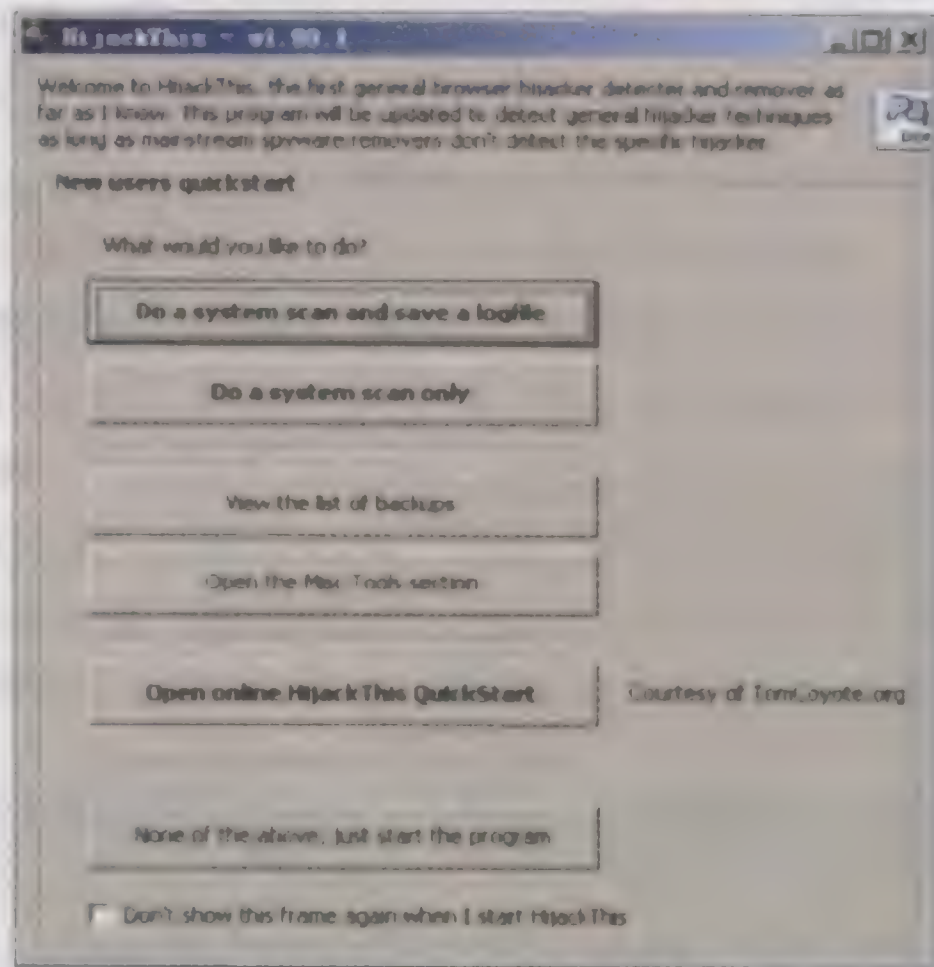 HijackThis - v1.98.1
Welcome to HijackThis, the first general browser hijacker detecter and remover as
far as I know. This program will be updated to detect general hijacker techniques
as long as mainstream spyware removers don't detect the specific hijacker.
New users quickstart
What would you like to do?
Do a system scan and save a logfile
Do a system scan only
View the list of backups
Open the Misc Tools section
Open online HijackThis QuickStart
Courtesy of TomCoyote.org
None of the above, just start the program
Don't show this frame again when I start HijackThis